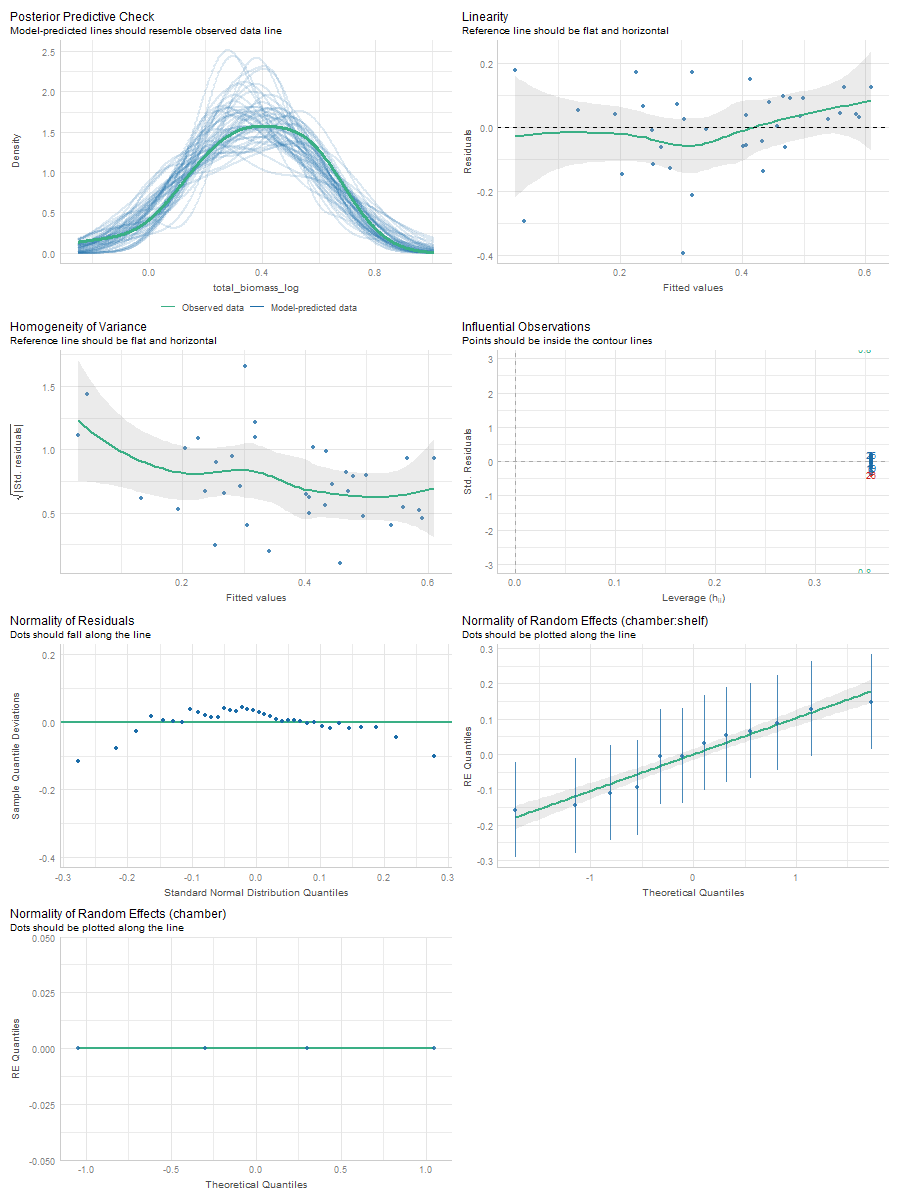 Posterior Predictive Check
Model-predicted lines should resemble observed data line
2.5
2.0
1.5
1.0
0.5
0.0
Density
0.0
0.4
0.8
total_biomass_log
Observed data
Model-predicted data
Linearity
Reference line should be flat and horizontal
0.2
0.0
-0.2
-0.4
Residuals
0.2
0.4
0.6
Fitted values
Homogeneity of Variance
Reference line should be flat and horizontal
1.5
1.0
0.5
√|Std. residuals|
0.2
0.4
0.6
Fitted values
Influential Observations
Points should be inside the contour lines
3
2
1
0
-1
-2
-3
Std. Residuals
0.0
0.1
0.2
0.3
Leverage (hᵢᵢ)
Normality of Residuals
Dots should fall along the line
0.2
0.0
-0.2
-0.4
Sample Quantile Deviations
-0.3
-0.2
-0.1
0.0
0.1
0.2
0.3
Standard Normal Distribution Quantiles
Normality of Random Effects (chamber:shelf)
Dots should be plotted along the line
0.3
0.2
0.1
0.0
-0.1
-0.2
-0.3
RE Quantiles
-1
0
1
Theoretical Quantiles
Normality of Random Effects (chamber)
Dots should be plotted along the line
0.050
0.025
0.000
-0.025
-0.050
RE Quantiles
-1.0
-0.5
0.0
0.5
1.0
Theoretical Quantiles